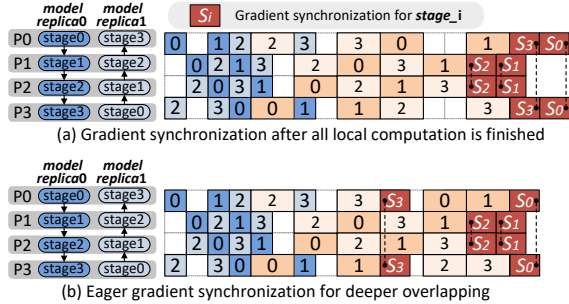 model replica0 model replica1 Si Gradient synchronization for stage_i
P0 stage0 stage3 0 1 2 2 3 3 0 1 S3 S0
P1 stage1 stage2 0 2 1 3 2 0 3 1 S2 S1
P2 stage2 stage1 2 0 3 1 0 2 1 3 S2 S1
P3 stage3 stage0 2 3 0 0 1 1 2 3 S3 S0
(a) Gradient synchronization after all local computation is finished
model replica0 model replica1
P0 stage0 stage3 0 1 2 2 3 3 S3 0 1 S0
P1 stage1 stage2 0 2 1 3 2 0 3 1 S2 S1
P2 stage2 stage1 2 0 3 1 0 2 1 3 S2 S1
P3 stage3 stage0 2 3 0 0 1 1 S3 2 3 S0
(b) Eager gradient synchronization for deeper overlapping